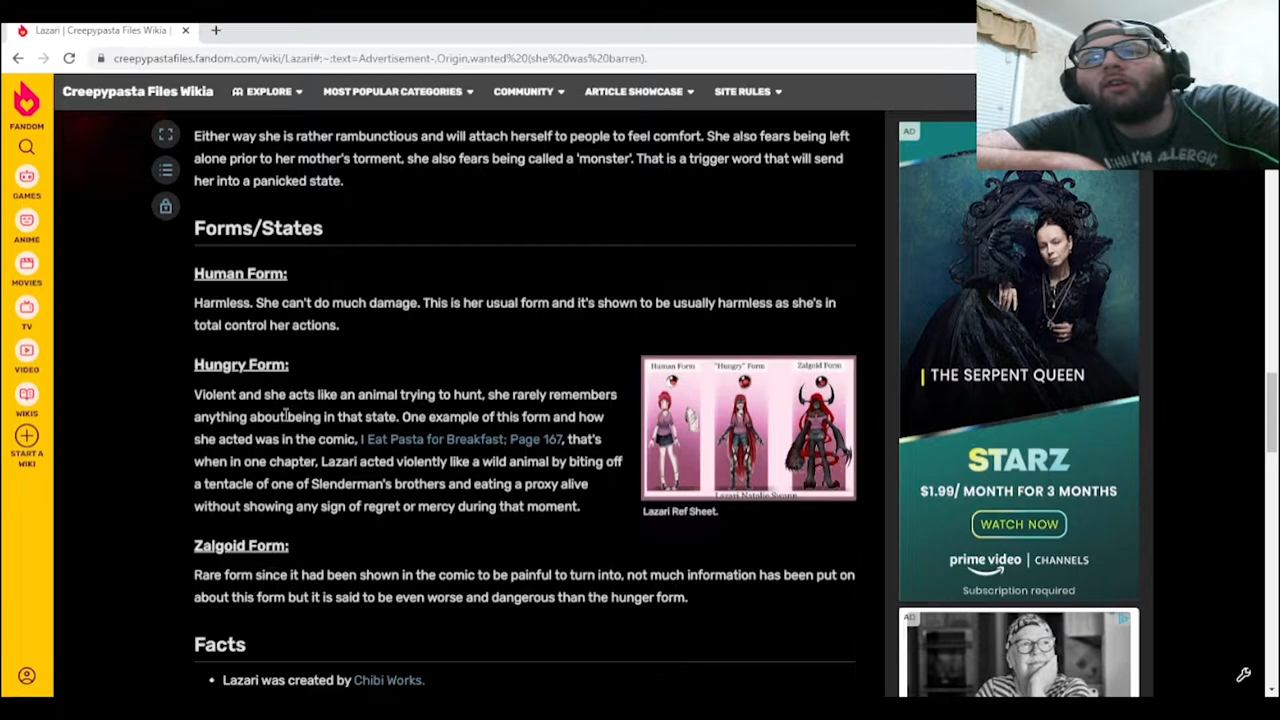 Lazari | Creepypasta Files Wikia |
creepypastafiles.fandom.com/wiki/Lazari#:~:text=Advertisement-,Origin,wanted%20(she%20was%20barren).
FANDOM
GAMES
ANIME
MOVIES
TV
VIDEO
WIKIS
START A
WIKI
Creepypasta Files Wikia
EXPLORE
MOST POPULAR CATEGORIES
COMMUNITY
ARTICLE SHOWCASE
SITE RULES
Either way she is rather rambunctious and will attach herself to people to feel comfort. She also fears being left
alone prior to her mother's torment, she also fears being called a 'monster'. That is a trigger word that will send
her into a panicked state.
Forms/States
Human Form:
Harmless. She can't do much damage. This is her usual form and it's shown to be usually harmless as she's in
total control her actions.
Hungry Form:
Violent and she acts like an animal trying to hunt, she rarely remembers
anything about being in that state. One example of this form and how
she acted was in the comic, I Eat Pasta for Breakfast; Page 167, that's
when in one chapter, Lazari acted violently like a wild animal by biting off
a tentacle of one of Slenderman's brothers and eating a proxy alive
without showing any sign of regret or mercy during that moment.
Human Form
"Hungry" Form
Zalgoid Form
Lazari Natalie Swann
Lazari Ref Sheet.
Zalgoid Form:
Rare form since it had been shown in the comic to be painful to turn into, not much information has been put on
about this form but it is said to be even worse and dangerous than the hunger form.
Facts
• Lazari was created by Chibi Works.
I'M ALERGIC
AD
THE SERPENT QUEEN
STARZ
$1.99/ MONTH FOR 3 MONTHS
WATCH NOW
prime video | CHANNELS
Subscription required
AD